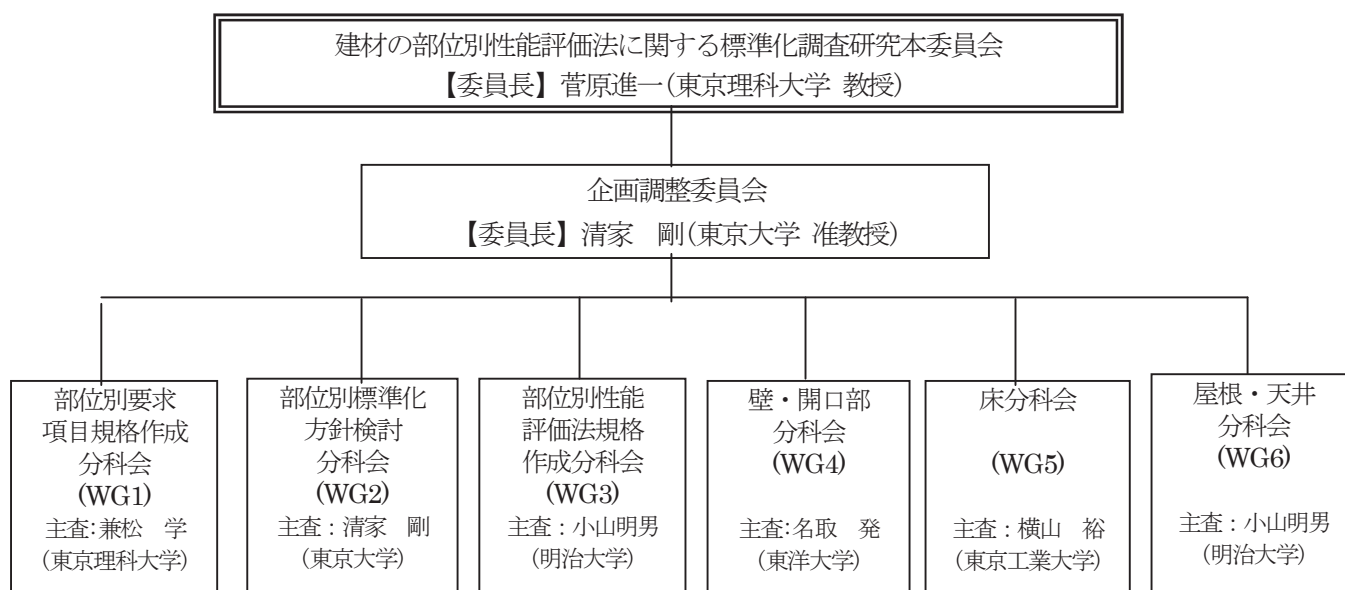 建材の部位別性能評価法に関する標準化調査研究本委員会
【委員長】菅原進一(東京理科大学 教授)
企画調整委員会
【委員長】清家　剛(東京大学 准教授)
部位別要求
項目規格作成
分科会
(WG1)
主査:兼松　学
(東京理科大学)
部位別標準化
方針検討
分科会
(WG2)
主査：清家　剛
(東京大学)
部位別性能
評価法規格
作成分科会
(WG3)
主査：小山明男
(明治大学)
壁・開口部
分科会
(WG4)
主査:名取　発
(東洋大学)
床分科会
(WG5)
主査：横山　裕
(東京工業大学)
屋根・天井
分科会
(WG6)
主査：小山明男
(明治大学)